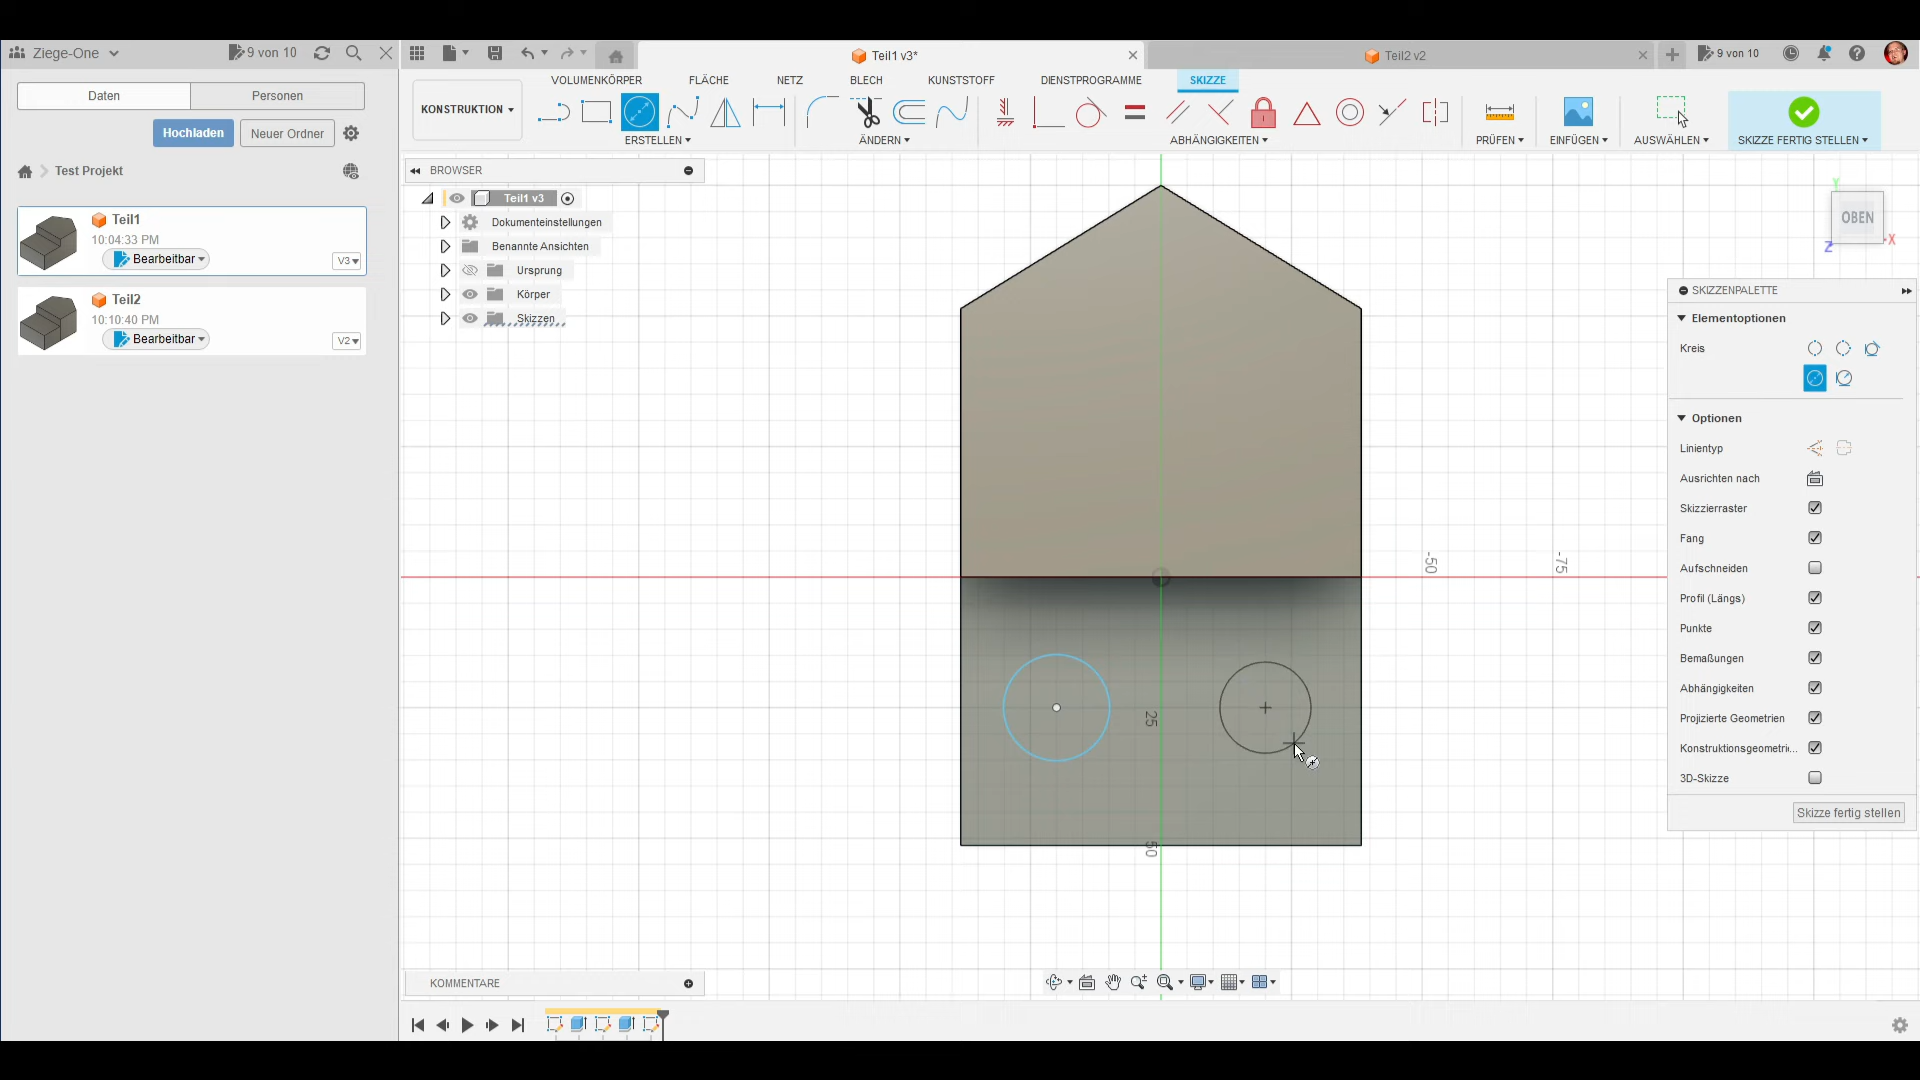 Ziege-One
9 von 10
Teil1 v3*
Teil2 v2
9 von 10
Daten
Personen
Hochladen
Neuer Ordner
Test Projekt
Teil1
10:04:33 PM
Bearbeitbar
V3
Teil2
10:10:40 PM
Bearbeitbar
V2
KONSTRUKTION
VOLUMENKÖRPER
FLÄCHE
NETZ
BLECH
KUNSTSTOFF
DIENSTPROGRAMME
SKIZZE
ERSTELLEN
ÄNDERN
ABHÄNGIGKEITEN
PRÜFEN
EINFÜGEN
AUSWÄHLEN
SKIZZE FERTIG STELLEN
BROWSER
Teil1 v3
Dokumenteinstellungen
Benannte Ansichten
Ursprung
Körper
Skizzen
Y
OBEN
X
Z
-50
-75
25
50
SKIZZENPALETTE
Elementoptionen
Kreis
Optionen
Linientyp
Ausrichten nach
Skizzierraster
Fang
Aufschneiden
Profil (Längs)
Punkte
Bemaßungen
Abhängigkeiten
Projizierte Geometrien
Konstruktionsgeometri...
3D-Skizze
Skizze fertig stellen
KOMMENTARE